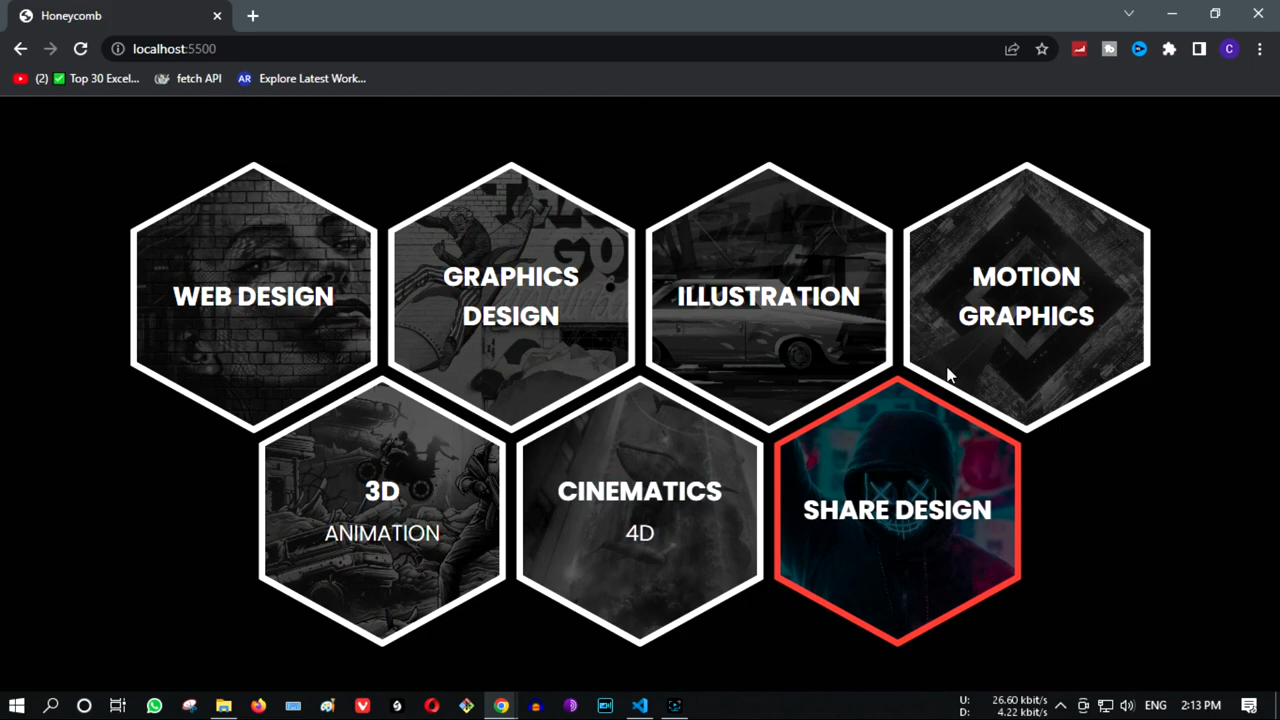 Honeycomb
localhost:5500
C
(2) ✅ Top 30 Excel...
fetch API
AR Explore Latest Work...
WEB DESIGN
GRAPHICS
DESIGN
ILLUSTRATION
MOTION
GRAPHICS
3D
ANIMATION
CINEMATICS
4D
SHARE DESIGN
U: 26.60 kbit/s
D: 4.22 kbit/s
ENG
2:13 PM